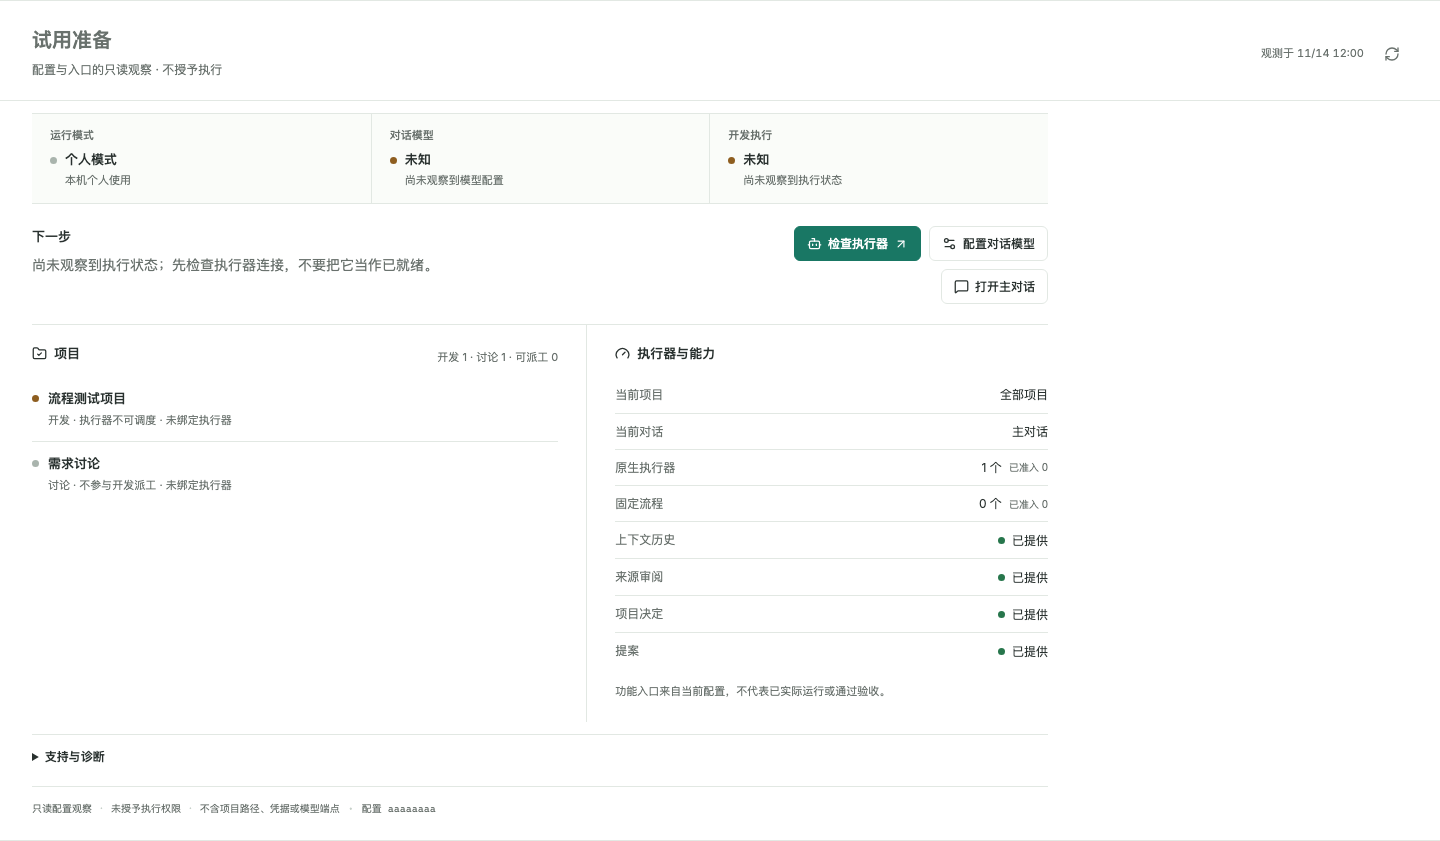 试用准备
配置与入口的只读观察 · 不授予执行
观测于 11/14 12:00
运行模式
个人模式
本机个人使用
对话模型
未知
尚未观察到模型配置
开发执行
未知
尚未观察到执行状态
下一步
尚未观察到执行状态；先检查执行器连接，不要把它当作已就绪。
检查执行器
配置对话模型
打开主对话
项目
开发 1 · 讨论 1 · 可派工 0
流程测试项目
开发 · 执行器不可调度 · 未绑定执行器
需求讨论
讨论 · 不参与开发派工 · 未绑定执行器
执行器与能力
当前项目 全部项目
当前对话 主对话
原生执行器 1 个 已准入 0
固定流程 0 个 已准入 0
上下文历史 已提供
来源审阅 已提供
项目决定 已提供
提案 已提供
功能入口来自当前配置，不代表已实际运行或通过验收。
支持与诊断
只读配置观察 · 未授予执行权限 · 不含项目路径、凭据或模型端点 · 配置 aaaaaaaa